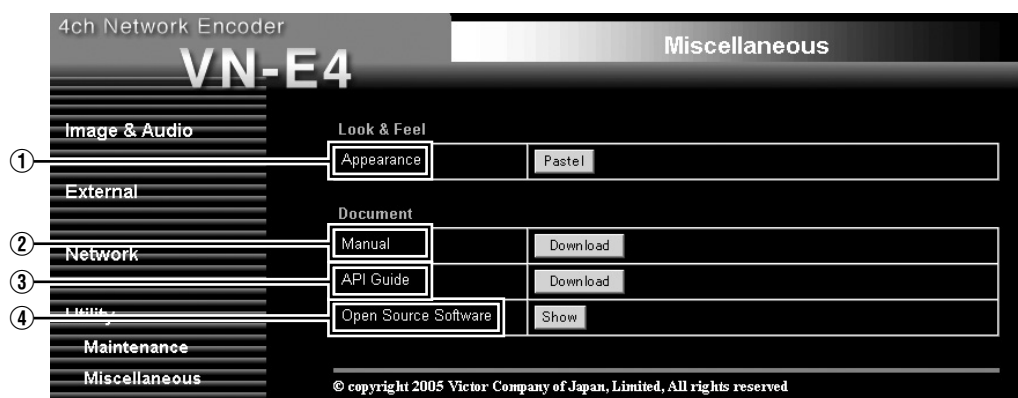 4ch Network Encoder
VN-E4
Miscellaneous
Image & Audio
External
Network
Utility
Maintenance
Miscellaneous
Look & Feel
① Appearance Pastel
Document
② Manual Download
③ API Guide Download
④ Open Source Software Show
© copyright 2005 Victor Company of Japan, Limited, All rights reserved